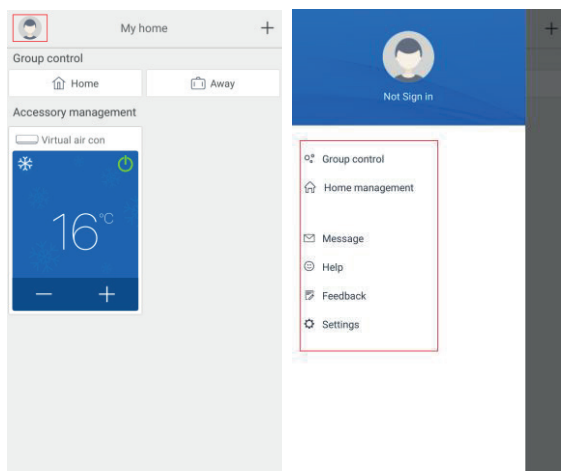 My home +
Group control
Home Away
Accessory management
Virtual air con
16°C
— +
Not Sign in
Group control
Home management
Message
Help
Feedback
Settings
+